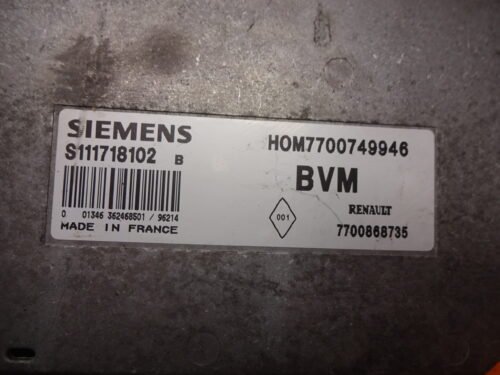 SIEMENS
S111718102 B
0 01346 362468501 / 96214
MADE IN FRANCE
HOM7700749946
BVM
001
RENAULT
7700868735